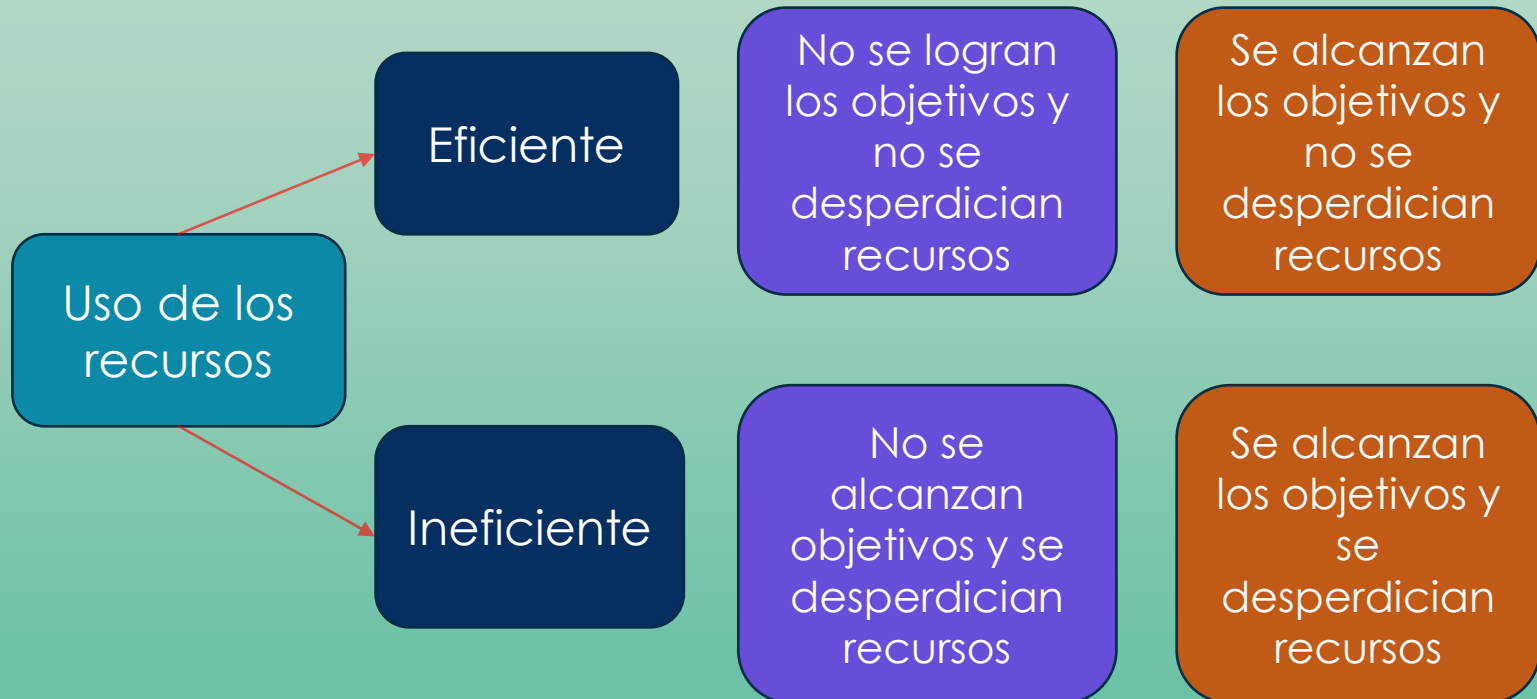 Uso de los
recursos
Eficiente
No se logran
los objetivos y
no se
desperdician
recursos
Se alcanzan
los objetivos y
no se
desperdician
recursos
Ineficiente
No se
alcanzan
objetivos y se
desperdician
recursos
Se alcanzan
los objetivos y
se
desperdician
recursos